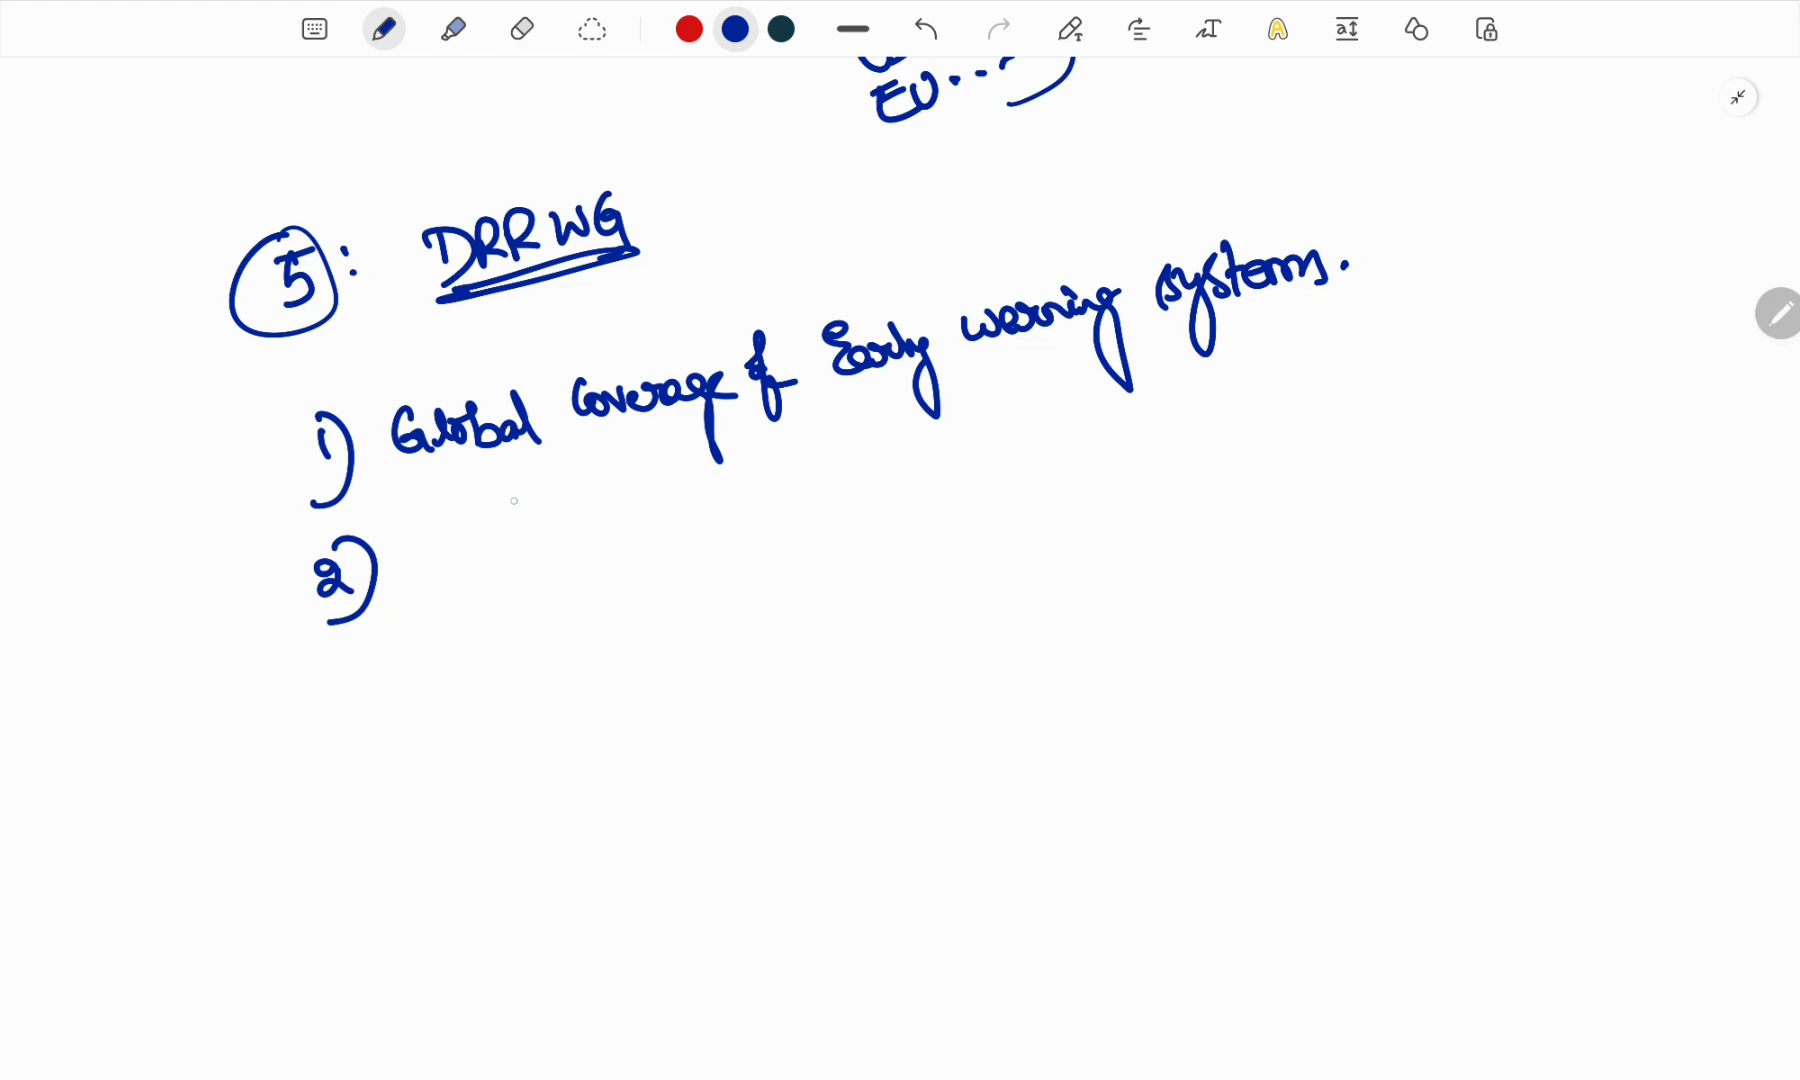 EU...
5: DRRWG
1) Global Coverage of Early warning systems.
2)